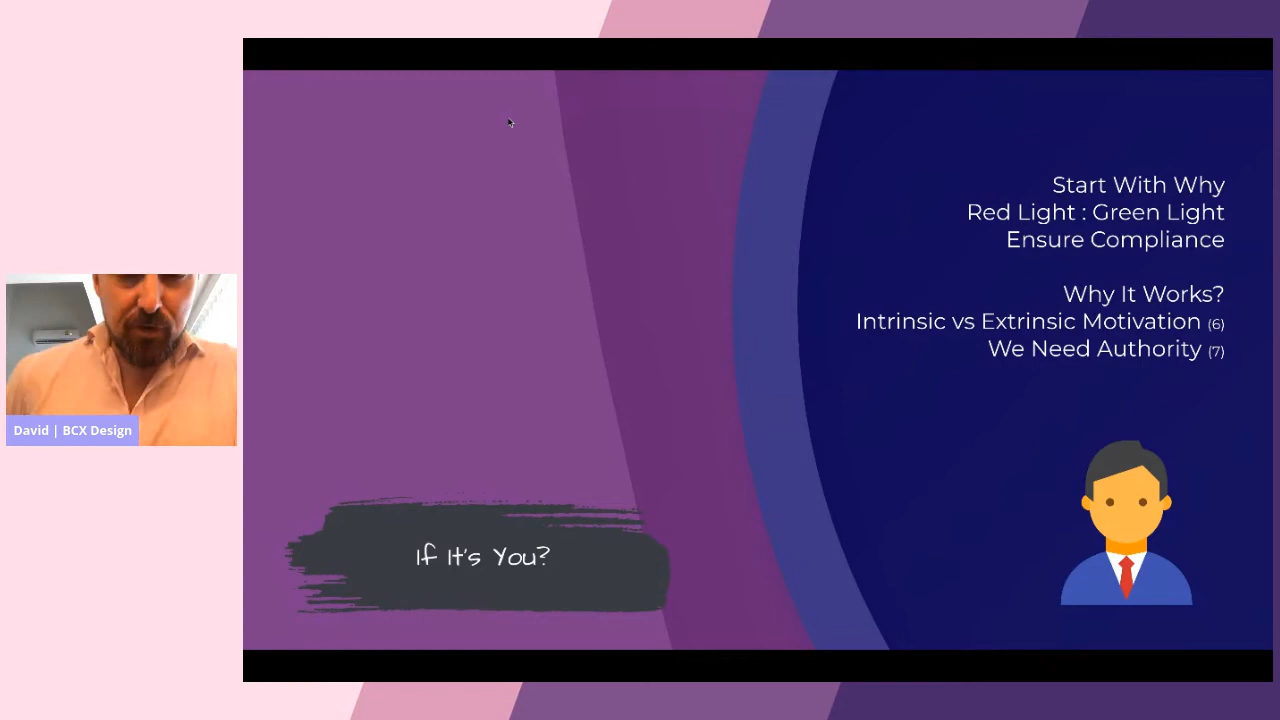 Start With Why
Red Light : Green Light
Ensure Compliance
Why It Works?
Intrinsic vs Extrinsic Motivation (6)
We Need Authority (7)
David | BCX Design
If It's You?